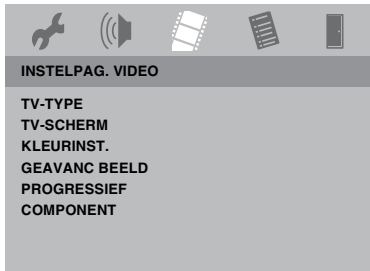 INSTELPAG. VIDEO
TV-TYPE
TV-SCHERM
KLEURINST.
GEAVANC BEELD
PROGRESSIEF
COMPONENT